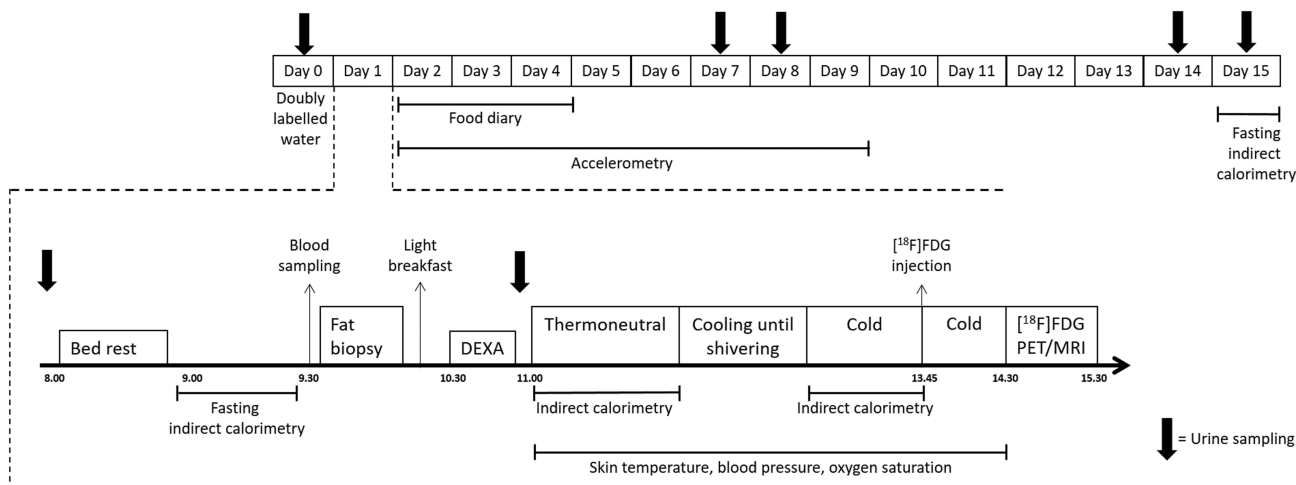 Day 0 Day 1 Day 2 Day 3 Day 4 Day 5 Day 6 Day 7 Day 8 Day 9 Day 10 Day 11 Day 12 Day 13 Day 14 Day 15
Doubly
labelled
water
Food diary
Accelerometry
Fasting
indirect
calorimetry
Blood
sampling
Light
breakfast
[¹⁸F]FDG
injection
Bed rest
Fat
biopsy
DEXA
Thermoneutral
Cooling until
shivering
Cold
Cold
[¹⁸F]FDG
PET/MRI
8.00 9.00 9.30 10.30 11.00 13.45 14.30 15.30
Fasting
indirect calorimetry
Indirect calorimetry
Indirect calorimetry
= Urine sampling
Skin temperature, blood pressure, oxygen saturation